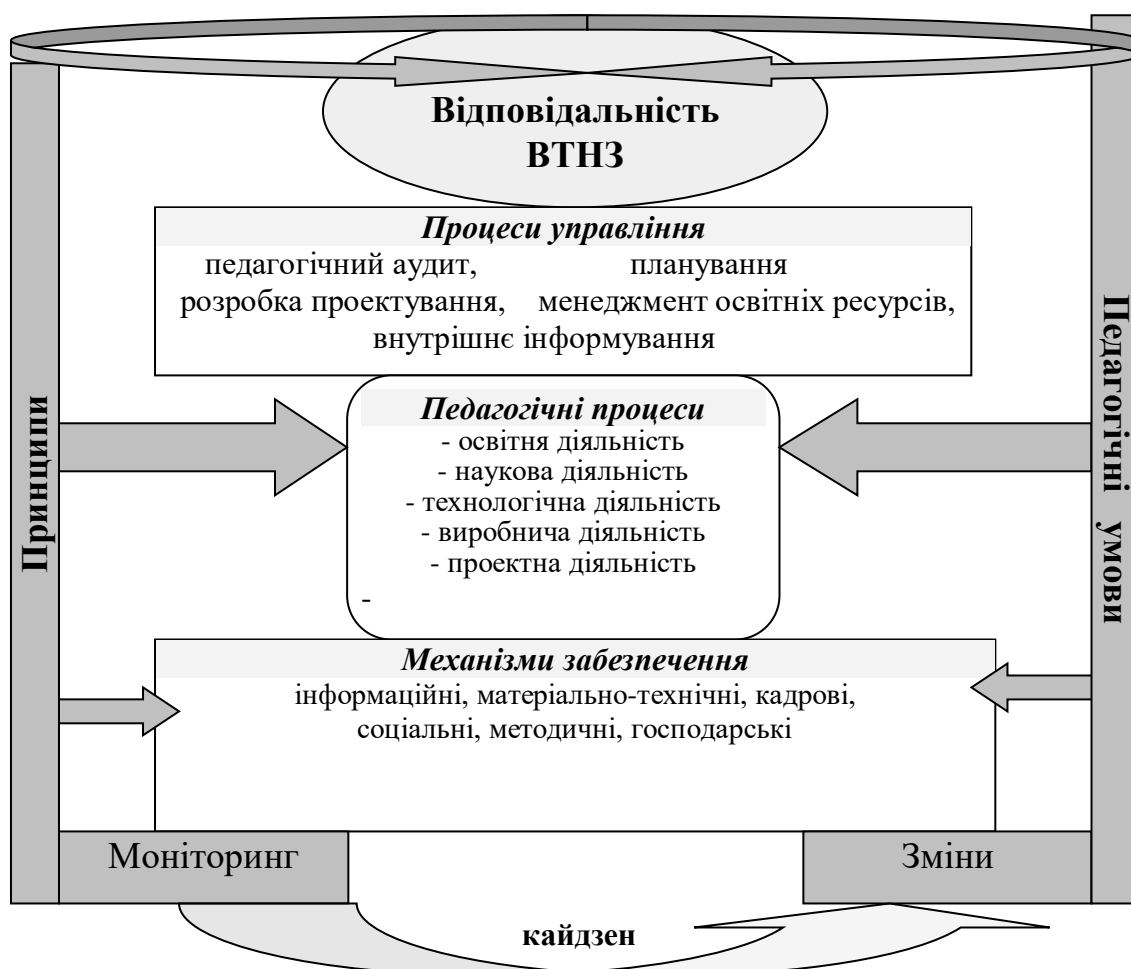 Відповідальність
ВТНЗ
Процеси управління
педагогічний аудит, планування
розробка проектування, менеджмент освітніх ресурсів,
внутрішнє інформування
Принципи
Педагогічні умови
Педагогічні процеси
- освітня діяльність
- наукова діяльність
- технологічна діяльність
- виробнича діяльність
- проектна діяльність
-
Механізми забезпечення
інформаційні, матеріально-технічні, кадрові,
соціальні, методичні, господарські
Моніторинг
Зміни
кайдзен